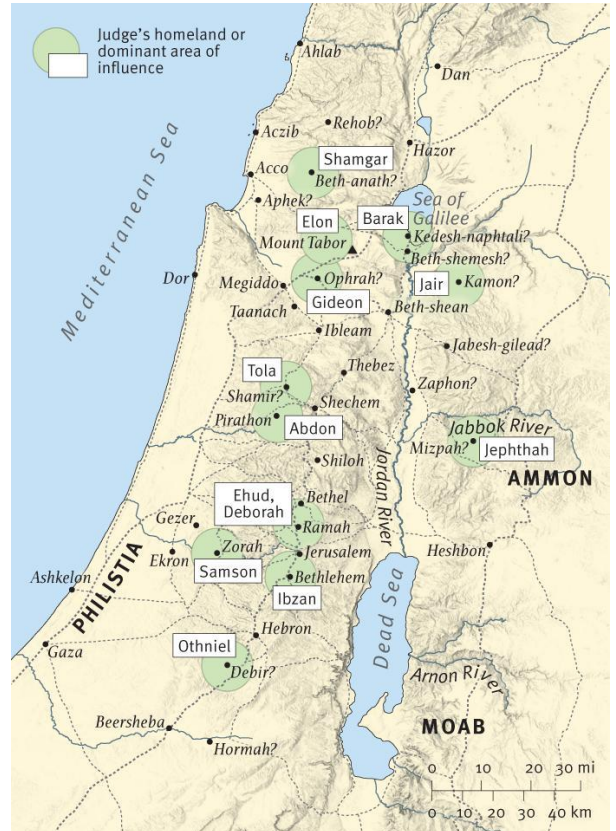 Judge's homeland or
dominant area of
influence
Ahlab
Dan
Rehob?
Aczib
Hazor
Shamgar
Acco
Beth-anath?
Aphek?
Sea of
Galilee
Elon
Barak
Mount Tabor
Kedesh-naphtali?
Beth-shemesh?
Dor
Megiddo
Ophrah?
Jair
Kamon?
Gideon
Taanach
Beth-shean
Ibleam
Mediterranean Sea
Jabesh-gilead?
Tola
Thebez
Shamir?
Zaphon?
Shechem
Pirathon
Abdon
Jabbok River
Mizpah?
Jephthah
Shiloh
AMMON
Jordan River
Ehud,
Deborah
Bethel
Gezer
Ramah
Zorah
Jerusalem
Ekron
Heshbon
Samson
Bethlehem
Ashkelon
PHILISTIA
Ibzan
Dead Sea
Hebron
Othniel
Gaza
Debir?
Arnon River
Beersheba
MOAB
Hormah?
0 10 20 30 mi
0 10 20 30 40 km